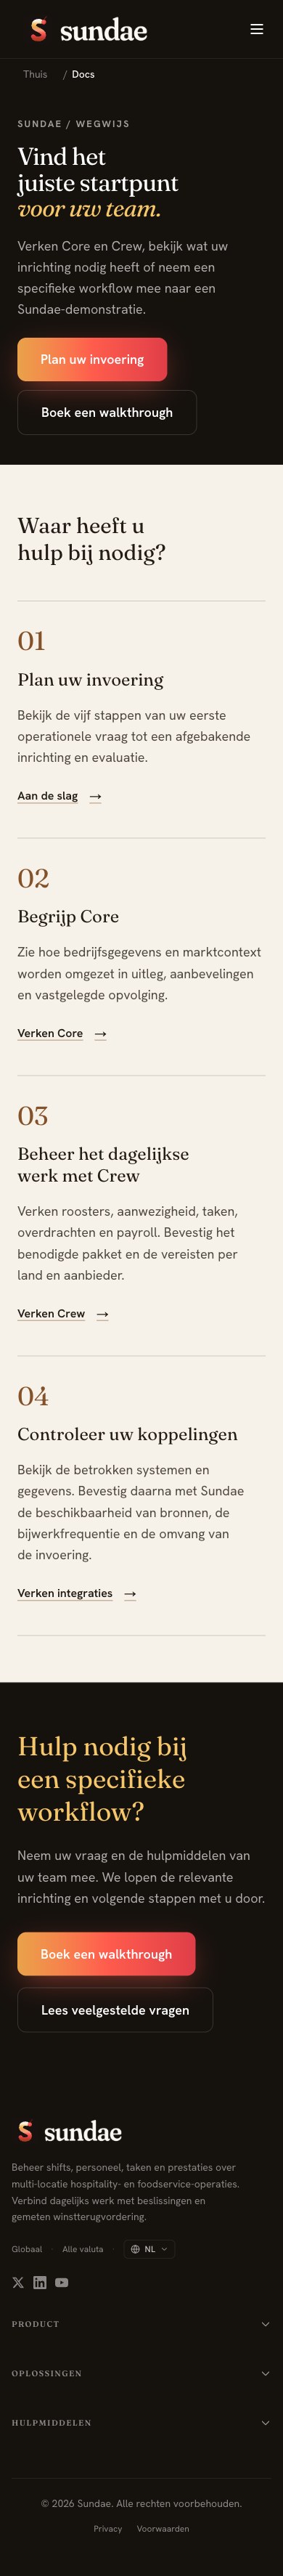 sundae
Thuis / Docs
SUNDAE / WEGWIJS
Vind het
juiste startpunt
voor uw team.
Verken Core en Crew, bekijk wat uw
inrichting nodig heeft of neem een
specifieke workflow mee naar een
Sundae-demonstratie.
Plan uw invoering
Boek een walkthrough
Waar heeft u
hulp bij nodig?
01
Plan uw invoering
Bekijk de vijf stappen van uw eerste
operationele vraag tot een afgebakende
inrichting en evaluatie.
Aan de slag →
02
Begrijp Core
Zie hoe bedrijfsgegevens en marktcontext
worden omgezet in uitleg, aanbevelingen
en vastgelegde opvolging.
Verken Core →
03
Beheer het dagelijkse
werk met Crew
Verken roosters, aanwezigheid, taken,
overdrachten en payroll. Bevestig het
benodigde pakket en de vereisten per
land en aanbieder.
Verken Crew →
04
Controleer uw koppelingen
Bekijk de betrokken systemen en
gegevens. Bevestig daarna met Sundae
de beschikbaarheid van bronnen, de
bijwerkfrequentie en de omvang van
de invoering.
Verken integraties →
Hulp nodig bij
een specifieke
workflow?
Neem uw vraag en de hulpmiddelen van
uw team mee. We lopen de relevante
inrichting en volgende stappen met u door.
Boek een walkthrough
Lees veelgestelde vragen
sundae
Beheer shifts, personeel, taken en prestaties over
multi-locatie hospitality- en foodservice-operaties.
Verbind dagelijks werk met beslissingen en
gemeten winstterugvordering.
Globaal · Alle valuta · NL
PRODUCT
OPLOSSINGEN
HULPMIDDELEN
© 2026 Sundae. Alle rechten voorbehouden.
Privacy Voorwaarden